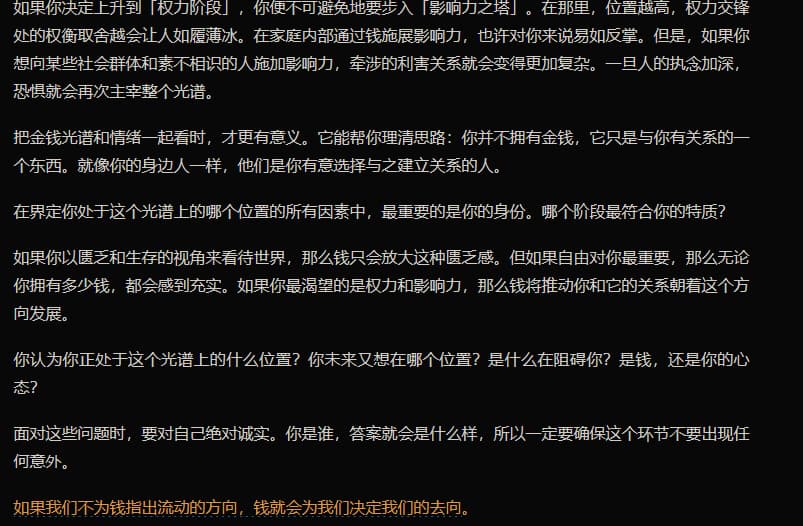 如果你决定上升到「权力阶段」，你便不可避免地要步入「影响力之塔」。在那里，位置越高，权力交锋
处的权衡取舍越会让人如履薄冰。在家庭内部通过钱施展影响力，也许对你来说易如反掌。但是，如果你
想向某些社会群体和素不相识的人施加影响力，牵涉的利害关系就会变得更加复杂。一旦人的执念加深，
恐惧就会再次主宰整个光谱。
把金钱光谱和情绪一起看时，才更有意义。它能帮你理清思路：你并不拥有金钱，它只是与你有关系的一
个东西。就像你的身边人一样，他们是你有意选择与之建立关系的人。
在界定你处于这个光谱上的哪个位置的所有因素中，最重要的是你的身份。哪个阶段最符合你的特质？
如果你以匮乏和生存的视角来看待世界，那么钱只会放大这种匮乏感。但如果自由对你最重要，那么无论
你拥有多少钱，都会感到充实。如果你最渴望的是权力和影响力，那么钱将推动你和它的关系朝着这个方
向发展。
你认为你正处于这个光谱上的什么位置？你未来又想在哪个位置？是什么在阻碍你？是钱，还是你的心
态？
面对这些问题时，要对自己绝对诚实。你是谁，答案就会是什么样，所以一定要确保这个环节不要出现任
何意外。
如果我们不为钱指出流动的方向，钱就会为我们决定我们的去向。